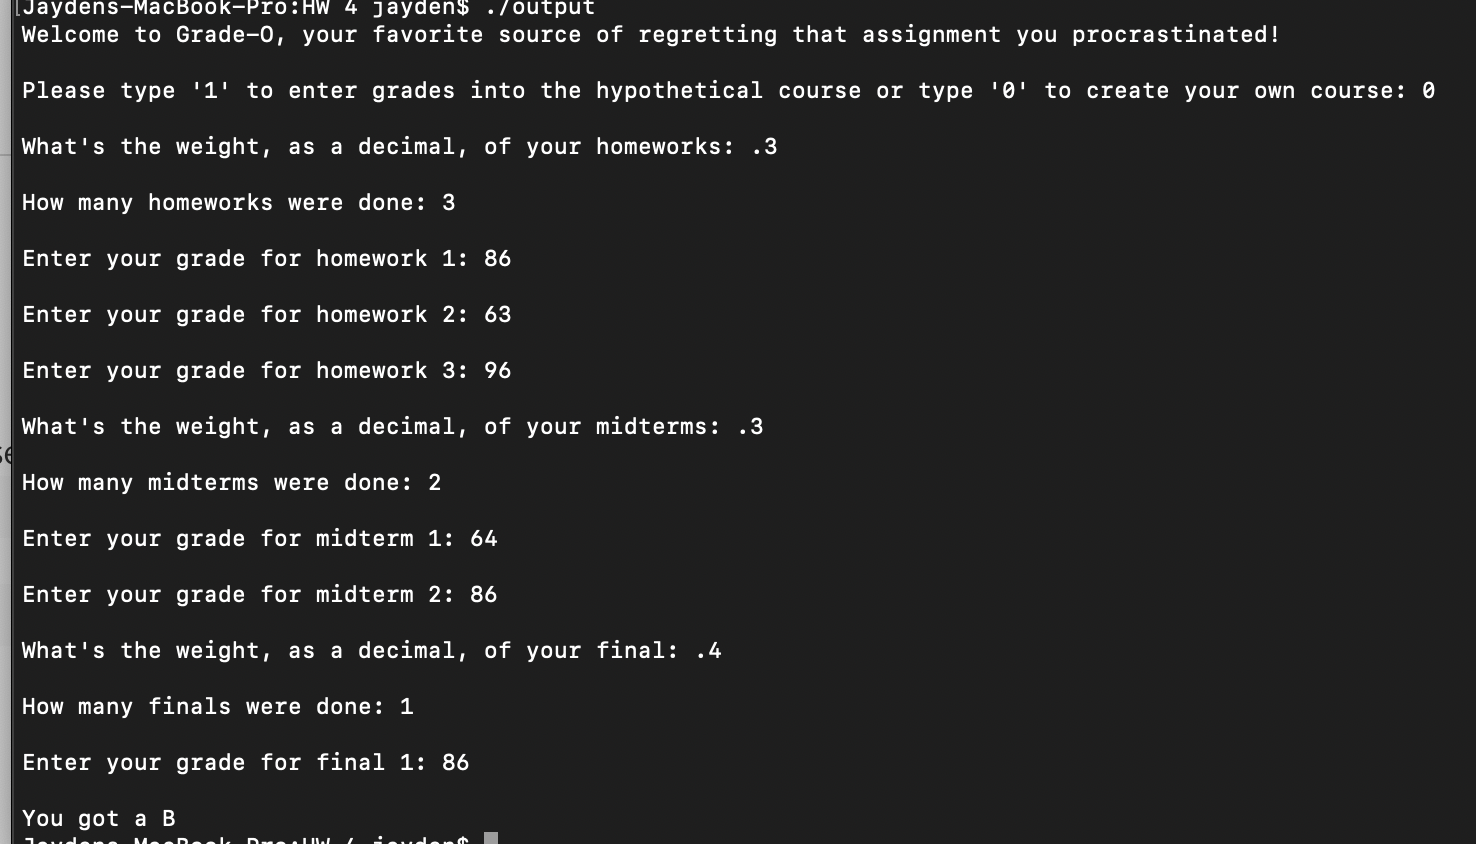 [Jaydens-MacBook-Pro:HW 4 jayden$ ./output
Welcome to Grade-O, your favorite source of regretting that assignment you procrastinated!
Please type '1' to enter grades into the hypothetical course or type '0' to create your own course: 0
What's the weight, as a decimal, of your homeworks: .3
How many homeworks were done: 3
Enter your grade for homework 1: 86
Enter your grade for homework 2: 63
Enter your grade for homework 3: 96
What's the weight, as a decimal, of your midterms: .3
How many midterms were done: 2
Enter your grade for midterm 1: 64
Enter your grade for midterm 2: 86
What's the weight, as a decimal, of your final: .4
How many finals were done: 1
Enter your grade for final 1: 86
You got a B
Jaydens-MacBook-Pro:HW 4 jayden$